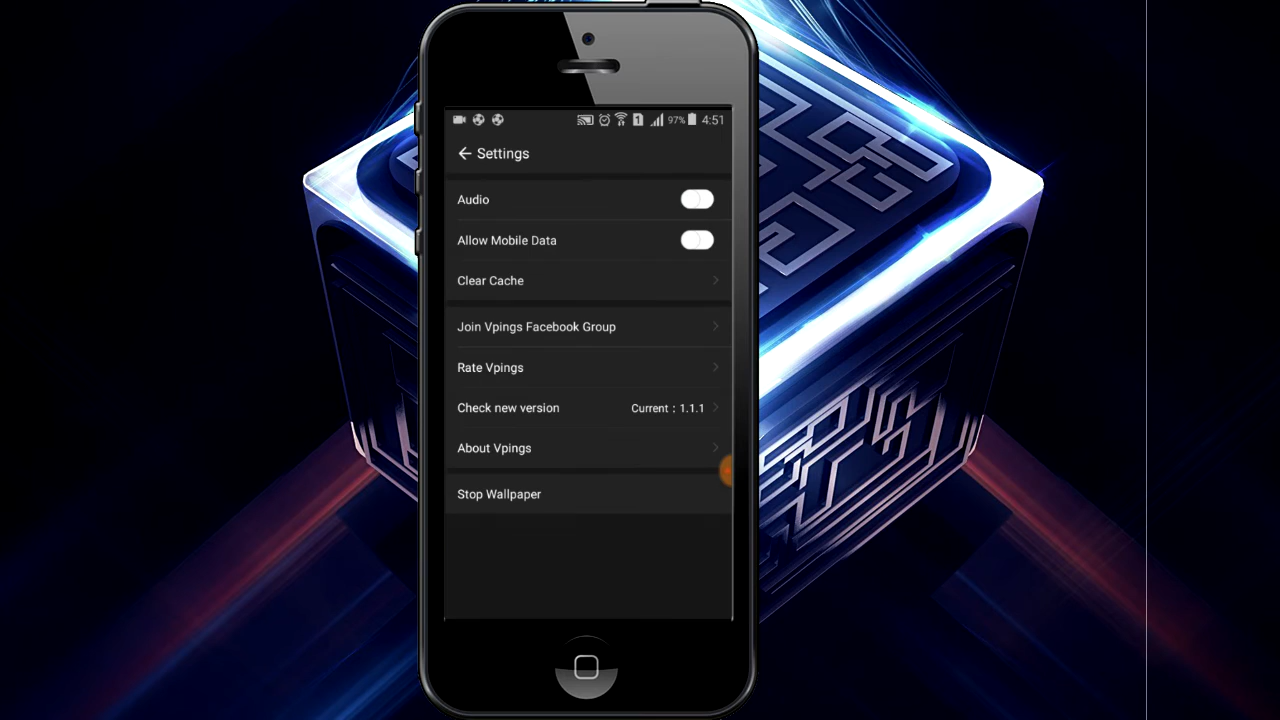 97% 4:51
Settings
Audio
Allow Mobile Data
Clear Cache
Join Vpings Facebook Group
Rate Vpings
Check new version Current : 1.1.1
About Vpings
Stop Wallpaper